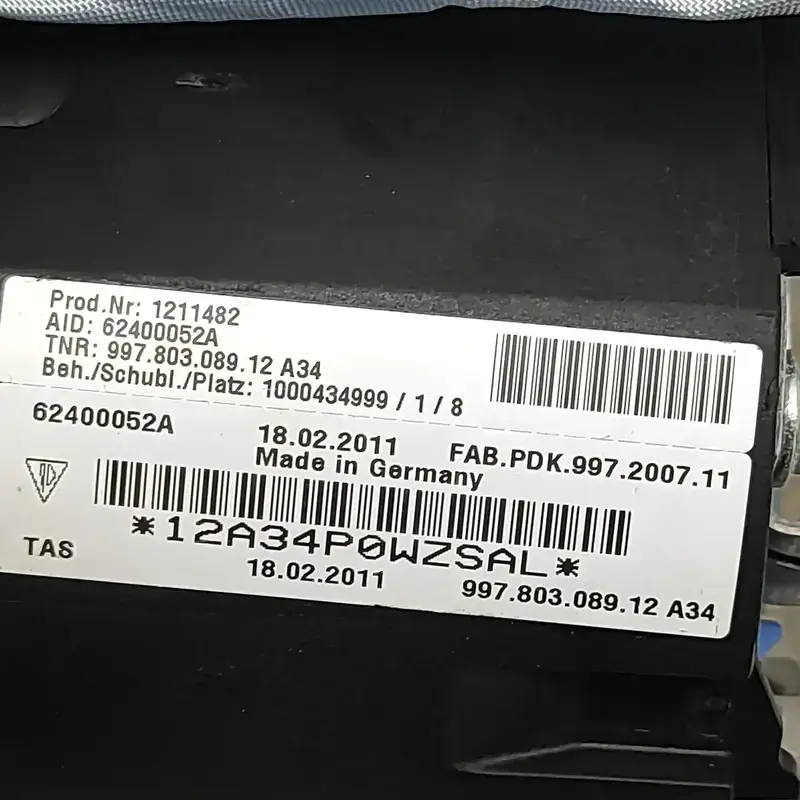 Prod.Nr: 1211482
AID: 62400052A
TNR: 997.803.089.12 A34
Beh./Schubl./Platz: 1000434999 / 1 / 8
62400052A 18.02.2011 FAB.PDK.997.2007.11
Made in Germany
*12A34P0WZSAL*
TAS 18.02.2011 997.803.089.12 A34